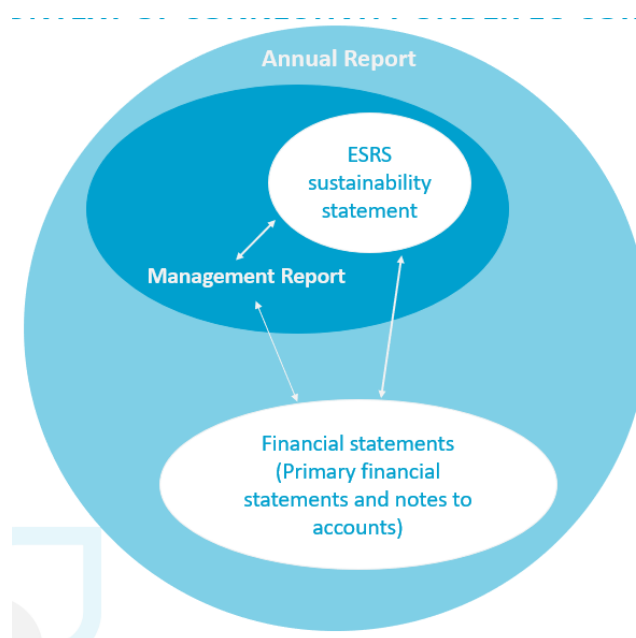 Annual Report
ESRS
sustainability
statement
Management Report
Financial statements
(Primary financial
statements and notes to
accounts)